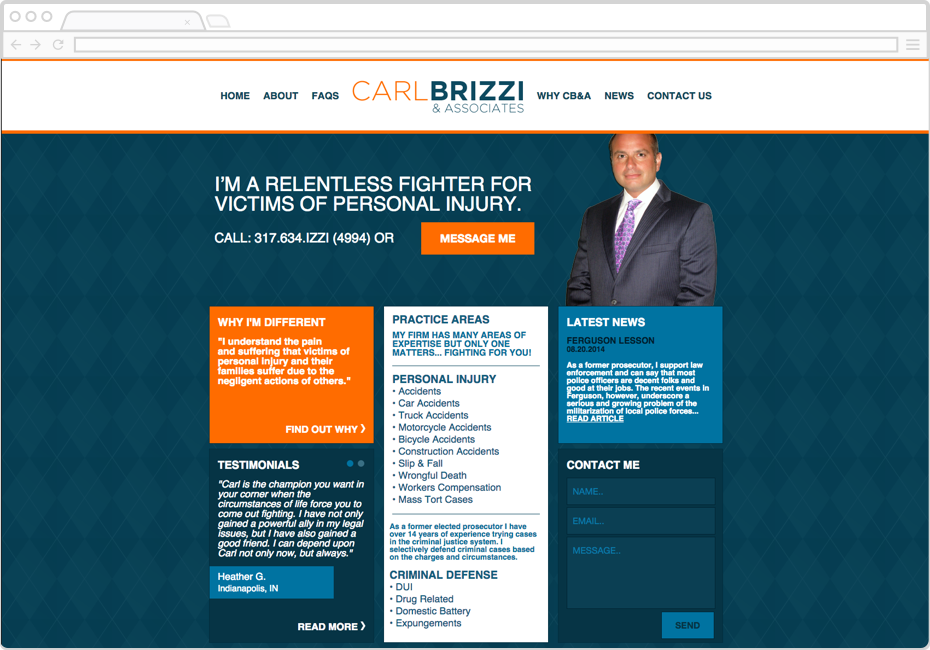 HOME ABOUT FAQS CARLBRIZZI & ASSOCIATES WHY CB&A NEWS CONTACT US
I'M A RELENTLESS FIGHTER FOR
VICTIMS OF PERSONAL INJURY.
CALL: 317.634.IZZI (4994) OR MESSAGE ME
WHY I'M DIFFERENT
"I understand the pain
and suffering that victims of
personal injury and their
families suffer due to the
negligent actions of others."
FIND OUT WHY ❯
TESTIMONIALS
"Carl is the champion you want in
your corner when the
circumstances of life force you to
come out fighting. I have not only
gained a powerful ally in my legal
issues, but I have also gained a
good friend. I can depend upon
Carl not only now, but always."
Heather G.
Indianapolis, IN
READ MORE ❯
PRACTICE AREAS
MY FIRM HAS MANY AREAS OF
EXPERTISE BUT ONLY ONE
MATTERS... FIGHTING FOR YOU!
PERSONAL INJURY
• Accidents
• Car Accidents
• Truck Accidents
• Motorcycle Accidents
• Bicycle Accidents
• Construction Accidents
• Slip & Fall
• Wrongful Death
• Workers Compensation
• Mass Tort Cases
As a former elected prosecutor I have
over 14 years of experience trying cases
in the criminal justice system. I
selectively defend criminal cases based
on the charges and circumstances.
CRIMINAL DEFENSE
• DUI
• Drug Related
• Domestic Battery
• Expungements
LATEST NEWS
FERGUSON LESSON
08.20.2014
As a former prosecutor, I support law
enforcement and can say that most
police officers are decent folks and
good at their jobs. The recent events in
Ferguson, however, underscore a
serious and growing problem of the
militarization of local police forces...
READ ARTICLE
CONTACT ME
NAME..
EMAIL..
MESSAGE..
SEND